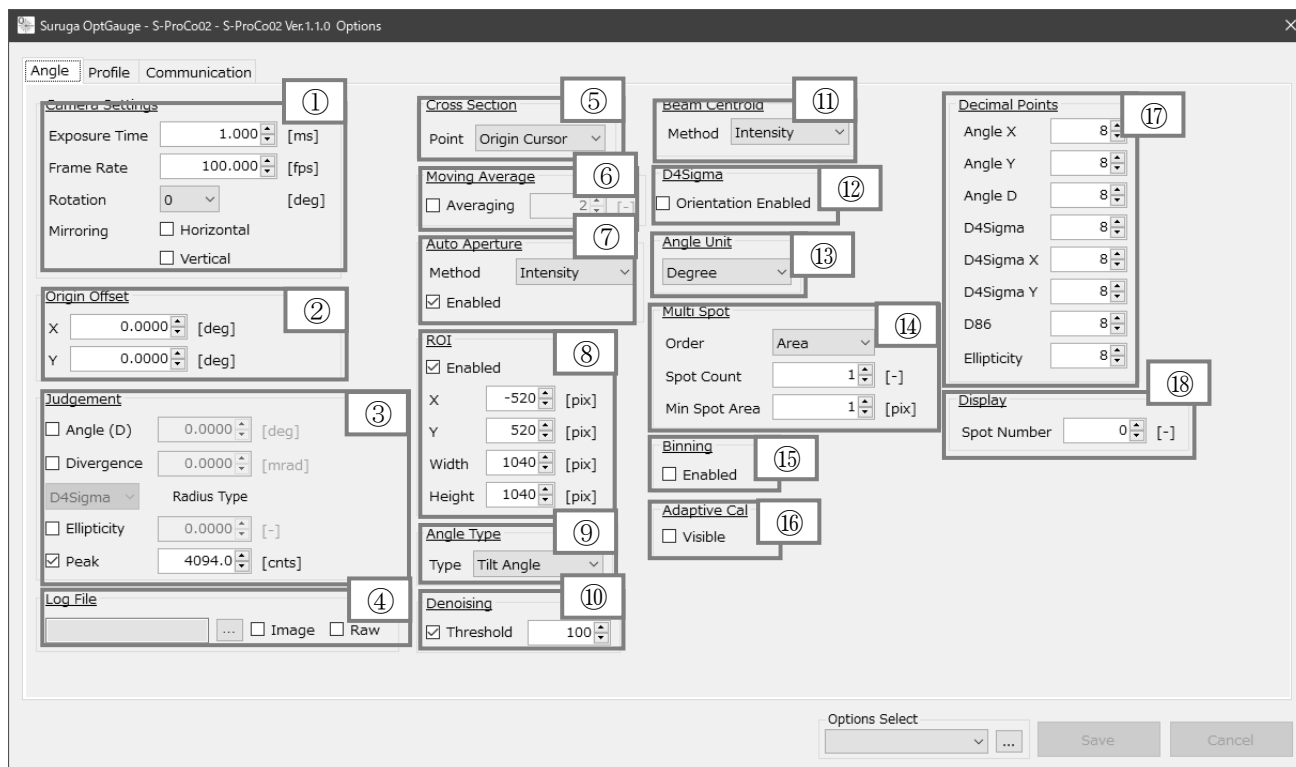 Suruga OptGauge - S-ProCo02 - S-ProCo02 Ver.1.1.0 Options
Angle Profile Communication
Camera Settings ①
Exposure Time 1.000 [ms]
Frame Rate 100.000 [fps]
Rotation 0 [deg]
Mirroring Horizontal
Vertical
Origin Offset ②
X 0.0000 [deg]
Y 0.0000 [deg]
Judgement ③
Angle (D) 0.0000 [deg]
Divergence 0.0000 [mrad]
D4Sigma Radius Type
Ellipticity 0.0000 [-]
Peak 4094.0 [cnts]
Log File ④
... Image Raw
Cross Section ⑤
Point Origin Cursor
Moving Average ⑥
Averaging 2 [-]
Auto Aperture ⑦
Method Intensity
Enabled
ROI ⑧
Enabled
X -520 [pix]
Y 520 [pix]
Width 1040 [pix]
Height 1040 [pix]
Angle Type ⑨
Type Tilt Angle
Denoising ⑩
Threshold 100
Beam Centroid ⑪
Method Intensity
D4Sigma ⑫
Orientation Enabled
Angle Unit ⑬
Degree
Multi Spot ⑭
Order Area
Spot Count 1 [-]
Min Spot Area 1 [pix]
Binning ⑮
Enabled
Adaptive Cal ⑯
Visible
Decimal Points ⑰
Angle X 8
Angle Y 8
Angle D 8
D4Sigma 8
D4Sigma X 8
D4Sigma Y 8
D86 8
Ellipticity 8
Display ⑱
Spot Number 0 [-]
Options Select
... Save Cancel